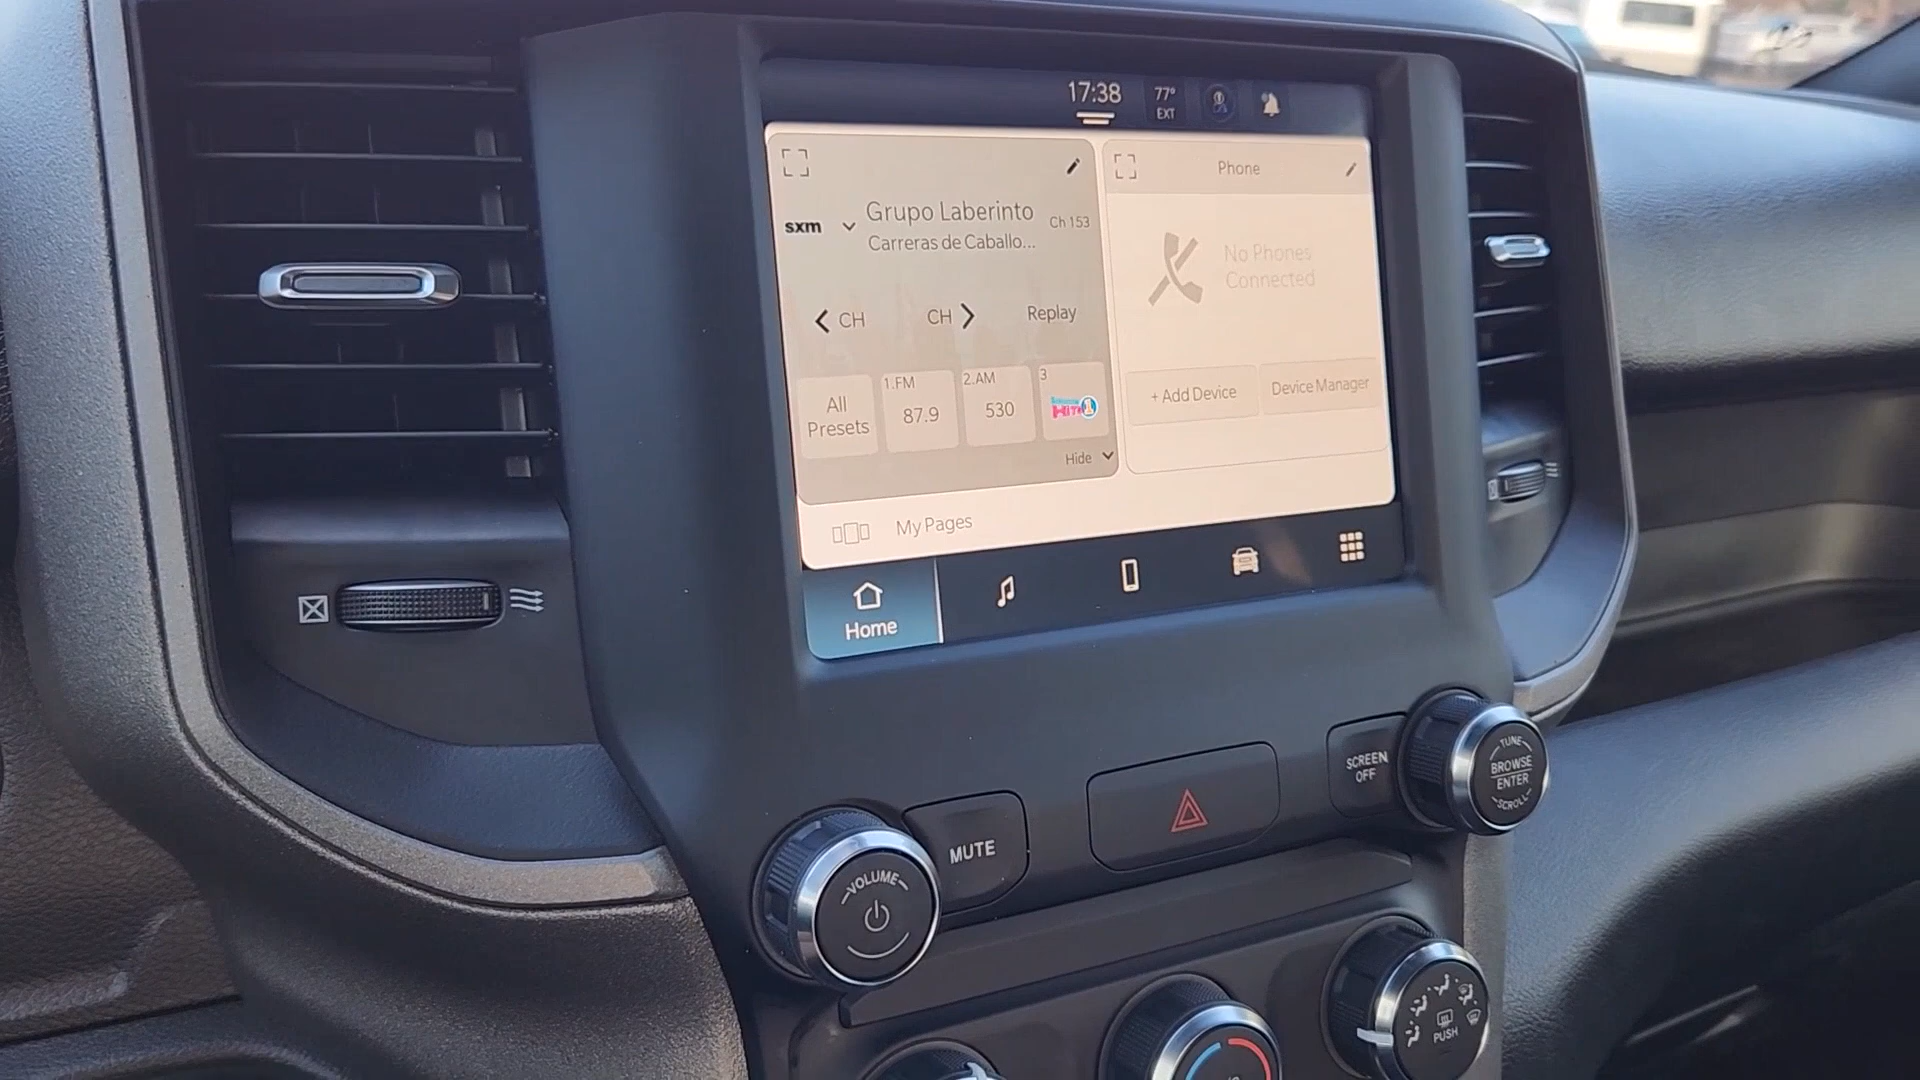 17:38
77°
EXT
Phone
sxm
Grupo Laberinto
Ch 153
Carreras de Caballo...
No Phones
Connected
CH
CH
Replay
All
Presets
1.FM
87.9
2.AM
530
3
HITS 1
+ Add Device
Device Manager
Hide
My Pages
Home
SCREEN
OFF
TUNE
BROWSE
ENTER
SCROLL
MUTE
VOLUME
PUSH